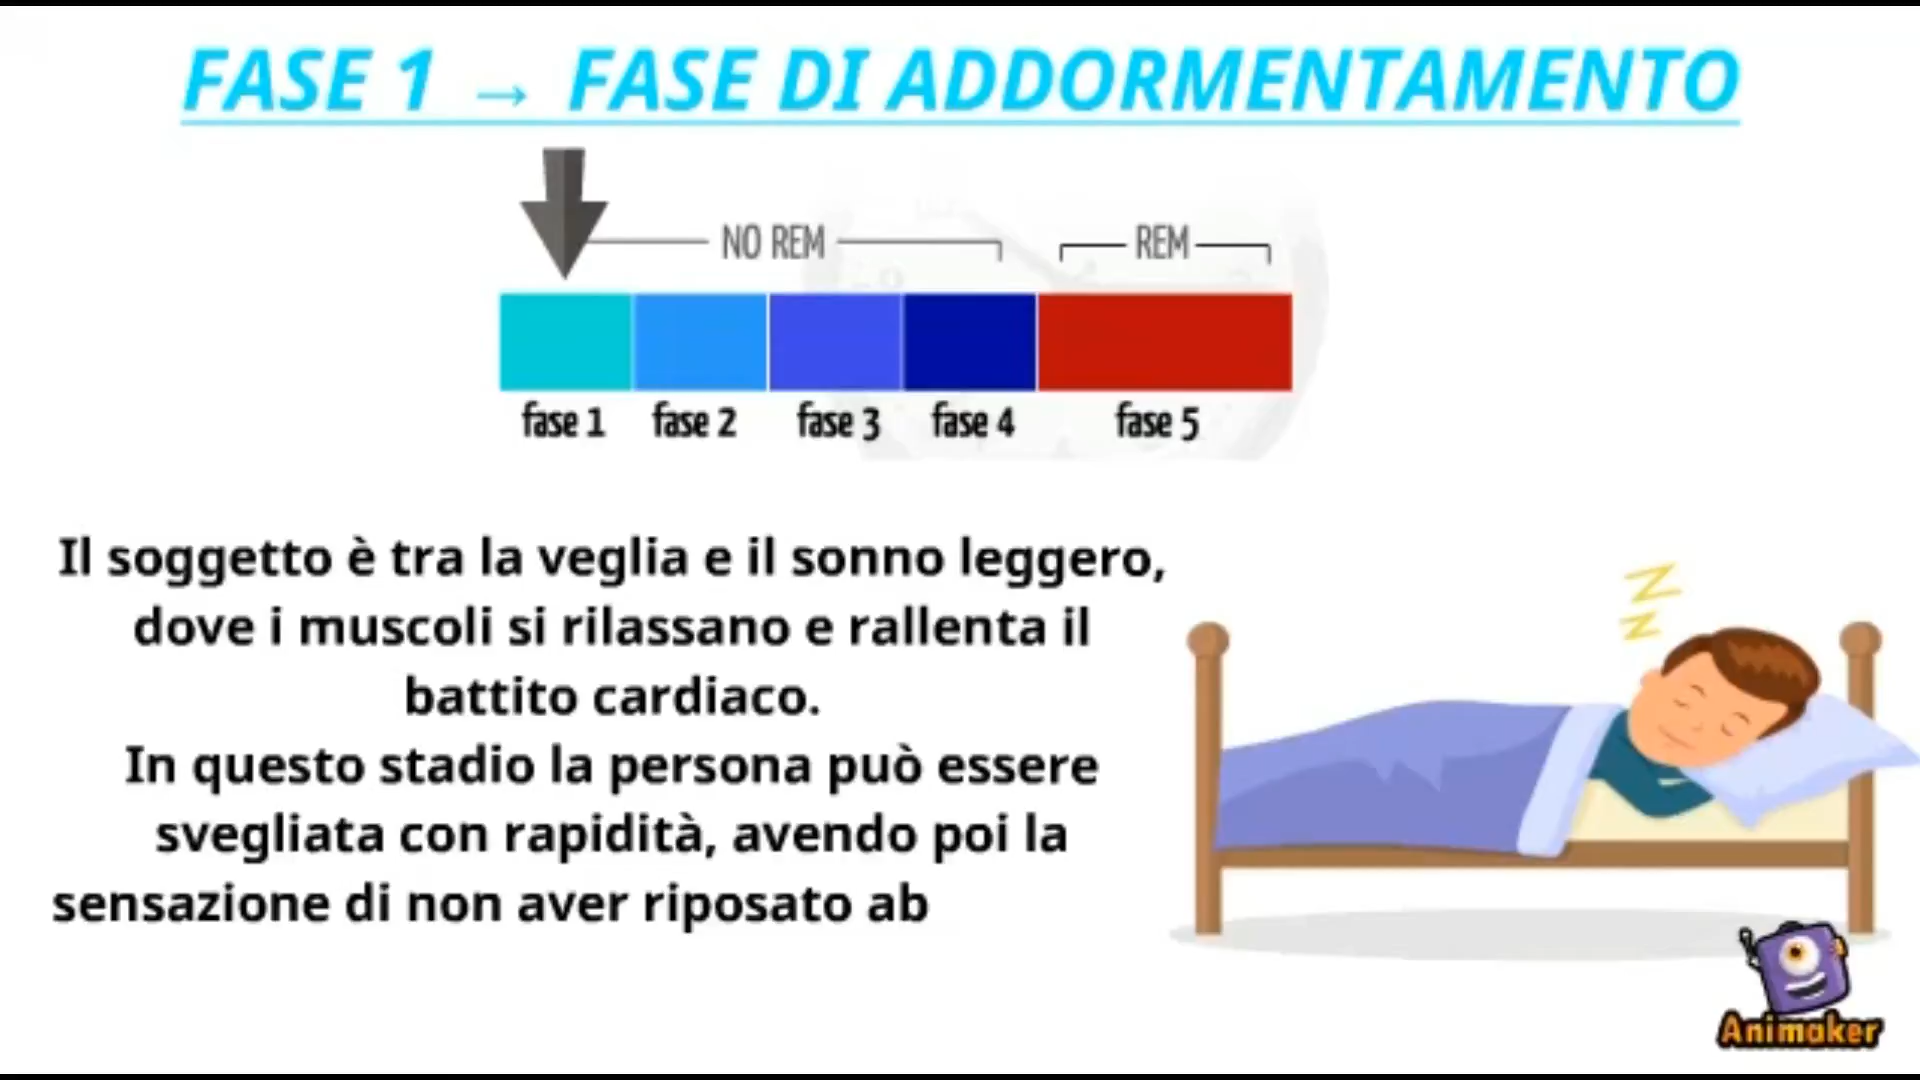 FASE 1 → FASE DI ADDORMENTAMENTO
NO REM
REM
fase 1
fase 2
fase 3
fase 4
fase 5
Il soggetto è tra la veglia e il sonno leggero,
dove i muscoli si rilassano e rallenta il
battito cardiaco.
In questo stadio la persona può essere
svegliata con rapidità, avendo poi la
sensazione di non aver riposato ab
Z
Z
Animaker